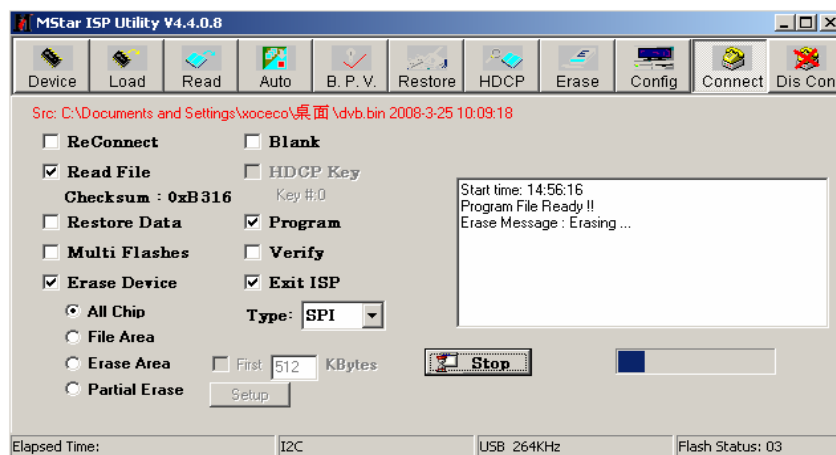 MStar ISP Utility V4.4.0.8
Device Load Read Auto B. P. V. Restore HDCP Erase Config Connect Dis Con
Src: C:\Documents and Settings\xoceco\桌面\dvb.bin 2008-3-25 10:09:18
ReConnect
Blank
Read File
HDCP Key
Checksum : 0xB316
Key #:0
Restore Data
Program
Multi Flashes
Verify
Erase Device
Exit ISP
All Chip
Type: SPI
File Area
Erase Area
First 512 KBytes
Partial Erase
Setup
Start time: 14:56:16
Program File Ready !!
Erase Message : Erasing ...
Stop
Elapsed Time: I2C USB 264KHz Flash Status: 03